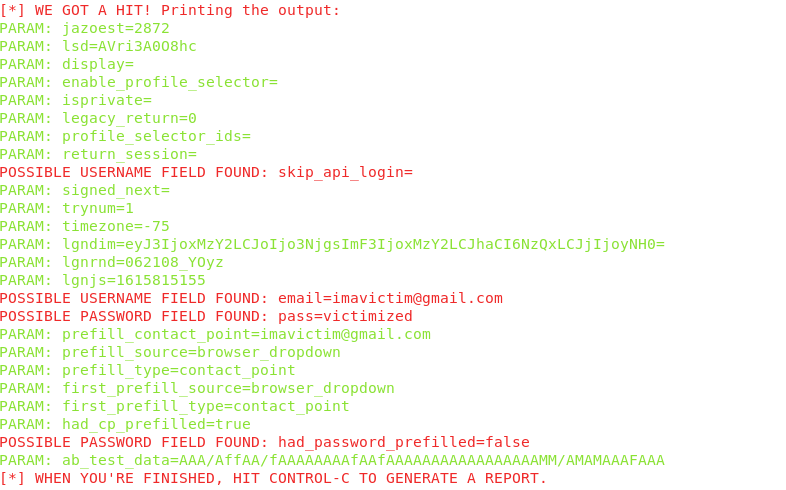 [*] WE GOT A HIT! Printing the output:
PARAM: jazoest=2872
PARAM: lsd=AVri3A0O8hc
PARAM: display=
PARAM: enable_profile_selector=
PARAM: isprivate=
PARAM: legacy_return=0
PARAM: profile_selector_ids=
PARAM: return_session=
POSSIBLE USERNAME FIELD FOUND: skip_api_login=
PARAM: signed_next=
PARAM: trynum=1
PARAM: timezone=-75
PARAM: lgndim=eyJ3IjoxMzY2LCJoIjo3NjgsImF3IjoxMzY2LCJhaCI6NzQxLCJjIjoyNH0=
PARAM: lgnrnd=062108_YOyz
PARAM: lgnjs=1615815155
POSSIBLE USERNAME FIELD FOUND: email=imavictim@gmail.com
POSSIBLE PASSWORD FIELD FOUND: pass=victimized
PARAM: prefill_contact_point=imavictim@gmail.com
PARAM: prefill_source=browser_dropdown
PARAM: prefill_type=contact_point
PARAM: first_prefill_source=browser_dropdown
PARAM: first_prefill_type=contact_point
PARAM: had_cp_prefilled=true
POSSIBLE PASSWORD FIELD FOUND: had_password_prefilled=false
PARAM: ab_test_data=AAA/AffAA/fAAAAAAAAfAAfAAAAAAAAAAAAAAAAAMM/AMAMAAAFAAA
[*] WHEN YOU'RE FINISHED, HIT CONTROL-C TO GENERATE A REPORT.